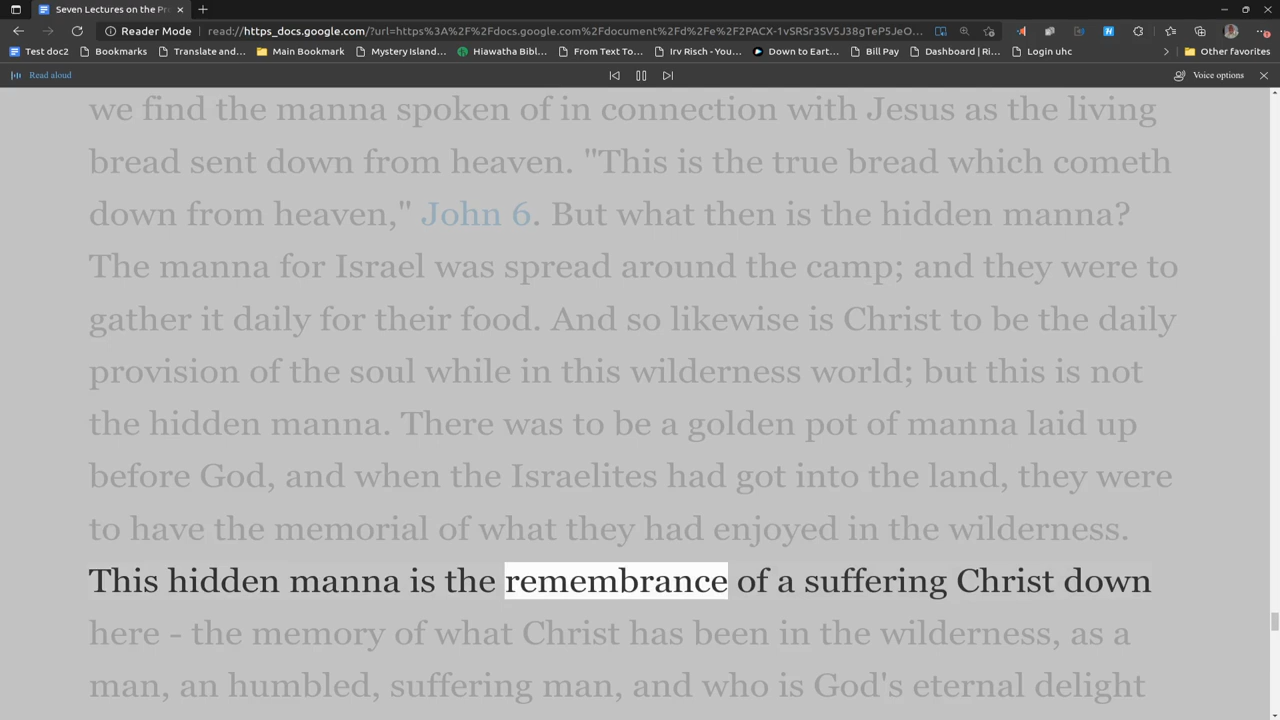 Seven Lectures on the Pr
Reader Mode
read://https_docs.google.com/?url=https%3A%2F%2Fdocs.google.com%2Fdocument%2Fd%2Fe%2F2PACX-1vSRSr3SV5J38gTeP5JeO...
Test doc2
Bookmarks
Translate and...
Main Bookmark
Mystery Island...
Hiawatha Bibl...
From Text To...
Irv Risch - You...
Down to Eart...
Bill Pay
Dashboard | Ri...
Login uhc
Other favorites
Read aloud
Voice options
we find the manna spoken of in connection with Jesus as the living
bread sent down from heaven. "This is the true bread which cometh
down from heaven," John 6. But what then is the hidden manna?
The manna for Israel was spread around the camp; and they were to
gather it daily for their food. And so likewise is Christ to be the daily
provision of the soul while in this wilderness world; but this is not
the hidden manna. There was to be a golden pot of manna laid up
before God, and when the Israelites had got into the land, they were
to have the memorial of what they had enjoyed in the wilderness.
This hidden manna is the remembrance of a suffering Christ down
here - the memory of what Christ has been in the wilderness, as a
man, an humbled, suffering man, and who is God's eternal delight